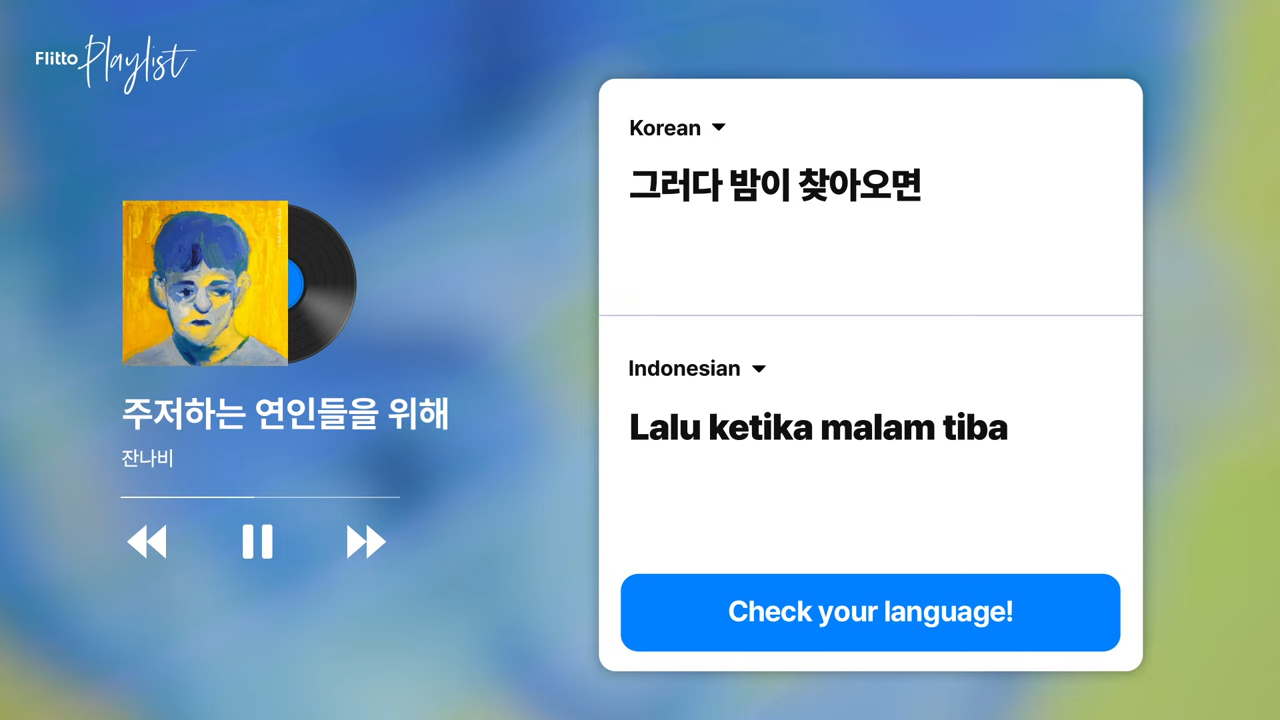 Flitto Playlist
주저하는 연인들을 위해
잔나비
Korean
그러다 밤이 찾아오면
Indonesian
Lalu ketika malam tiba
Check your language!